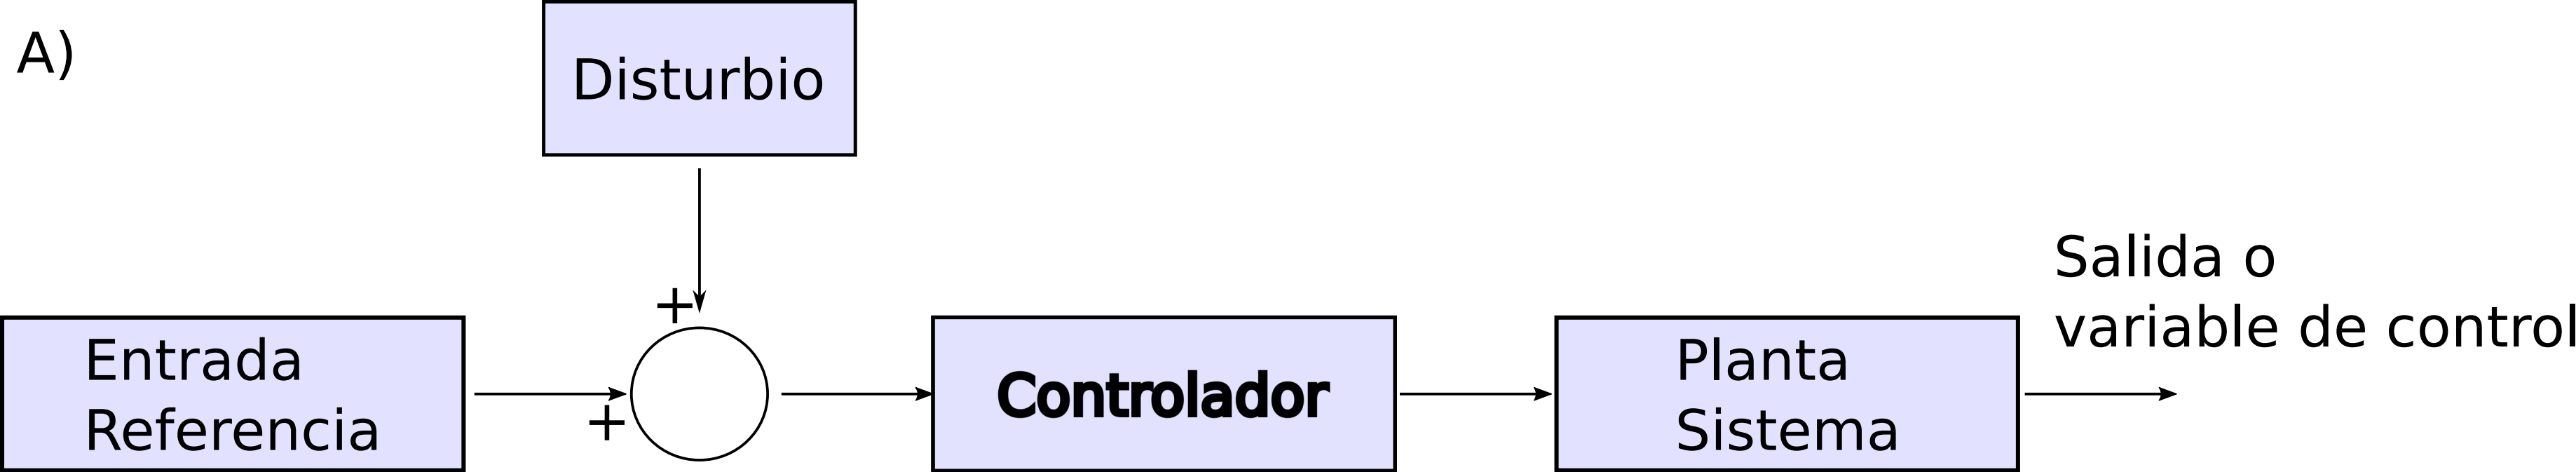 A)
Disturbio
+
Entrada
Referencia
+
Controlador
Planta
Sistema
Salida o
variable de control